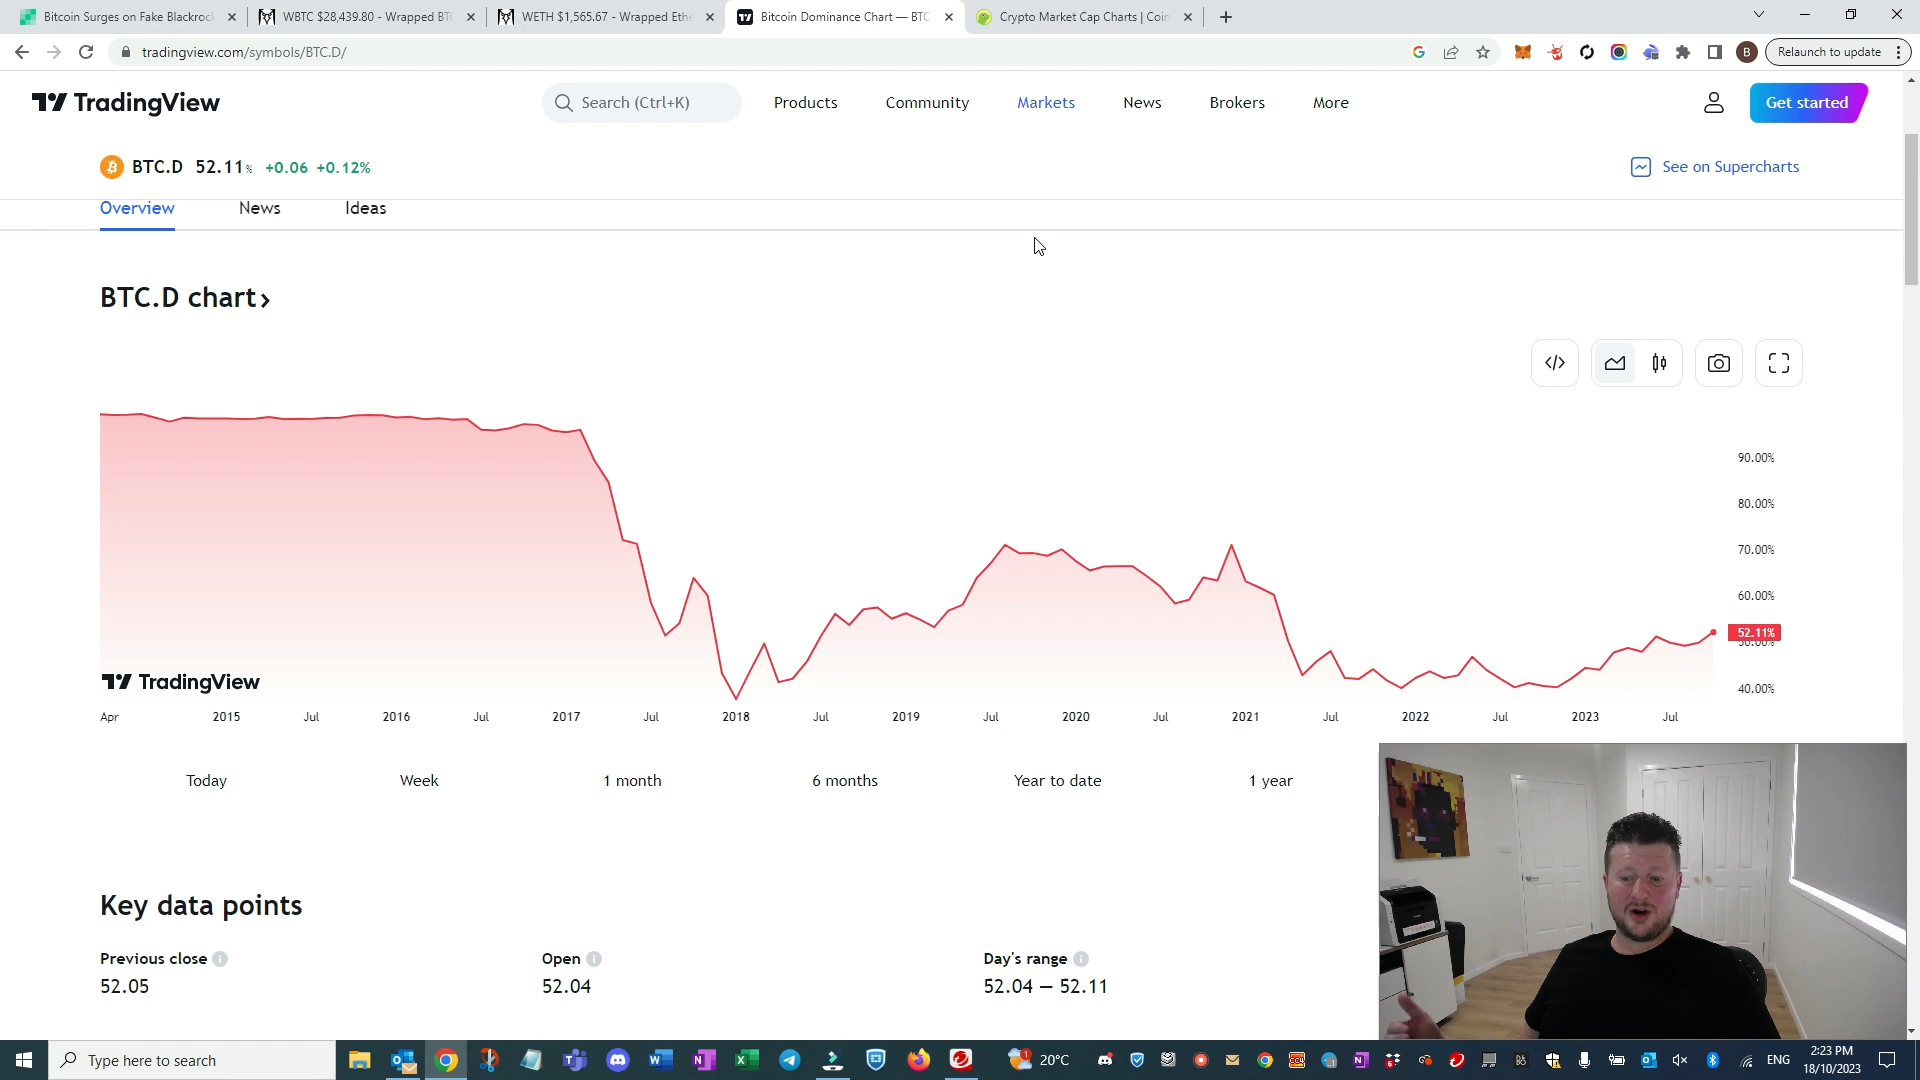 Bitcoin Surges on Fake Blackrock
WBTC $28,439.80 - Wrapped BTC
WETH $1,565.67 - Wrapped Ethe
Bitcoin Dominance Chart — BTC
Crypto Market Cap Charts | Coin
tradingview.com/symbols/BTC.D/
B
Relaunch to update
TradingView
Search (Ctrl+K)
Products
Community
Markets
News
Brokers
More
Get started
BTC.D 52.11% +0.06 +0.12%
See on Supercharts
Overview
News
Ideas
BTC.D chart
90.00%
80.00%
70.00%
60.00%
52.11%
50.00%
40.00%
TradingView
Apr 2015 Jul 2016 Jul 2017 Jul 2018 Jul 2019 Jul 2020 Jul 2021 Jul 2022 Jul 2023 Jul
Today
Week
1 month
6 months
Year to date
1 year
Key data points
Previous close
Open
Day's range
52.05
52.04
52.04 — 52.11
Type here to search
20°C
ENG
2:23 PM
18/10/2023